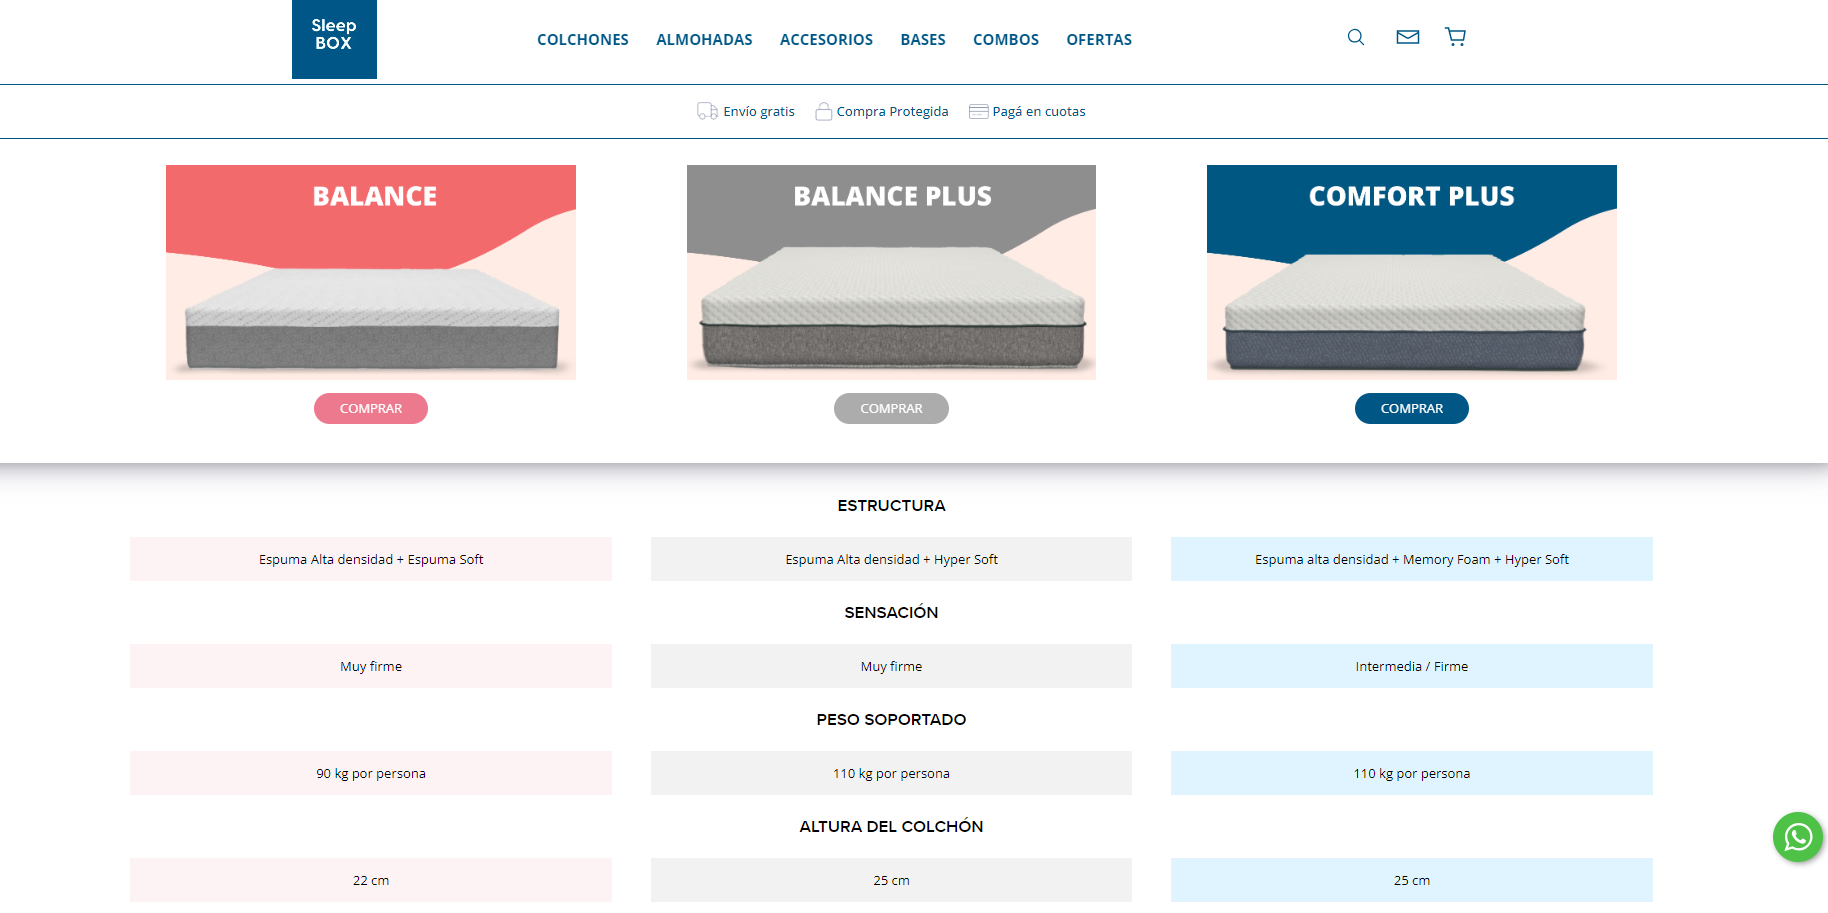 Sleep
BOX
COLCHONES ALMOHADAS ACCESORIOS BASES COMBOS OFERTAS
Envío gratis Compra Protegida Pagá en cuotas
BALANCE BALANCE PLUS COMFORT PLUS
COMPRAR COMPRAR COMPRAR
ESTRUCTURA
Espuma Alta densidad + Espuma Soft Espuma Alta densidad + Hyper Soft Espuma alta densidad + Memory Foam + Hyper Soft
SENSACIÓN
Muy firme Muy firme Intermedia / Firme
PESO SOPORTADO
90 kg por persona 110 kg por persona 110 kg por persona
ALTURA DEL COLCHÓN
22 cm 25 cm 25 cm